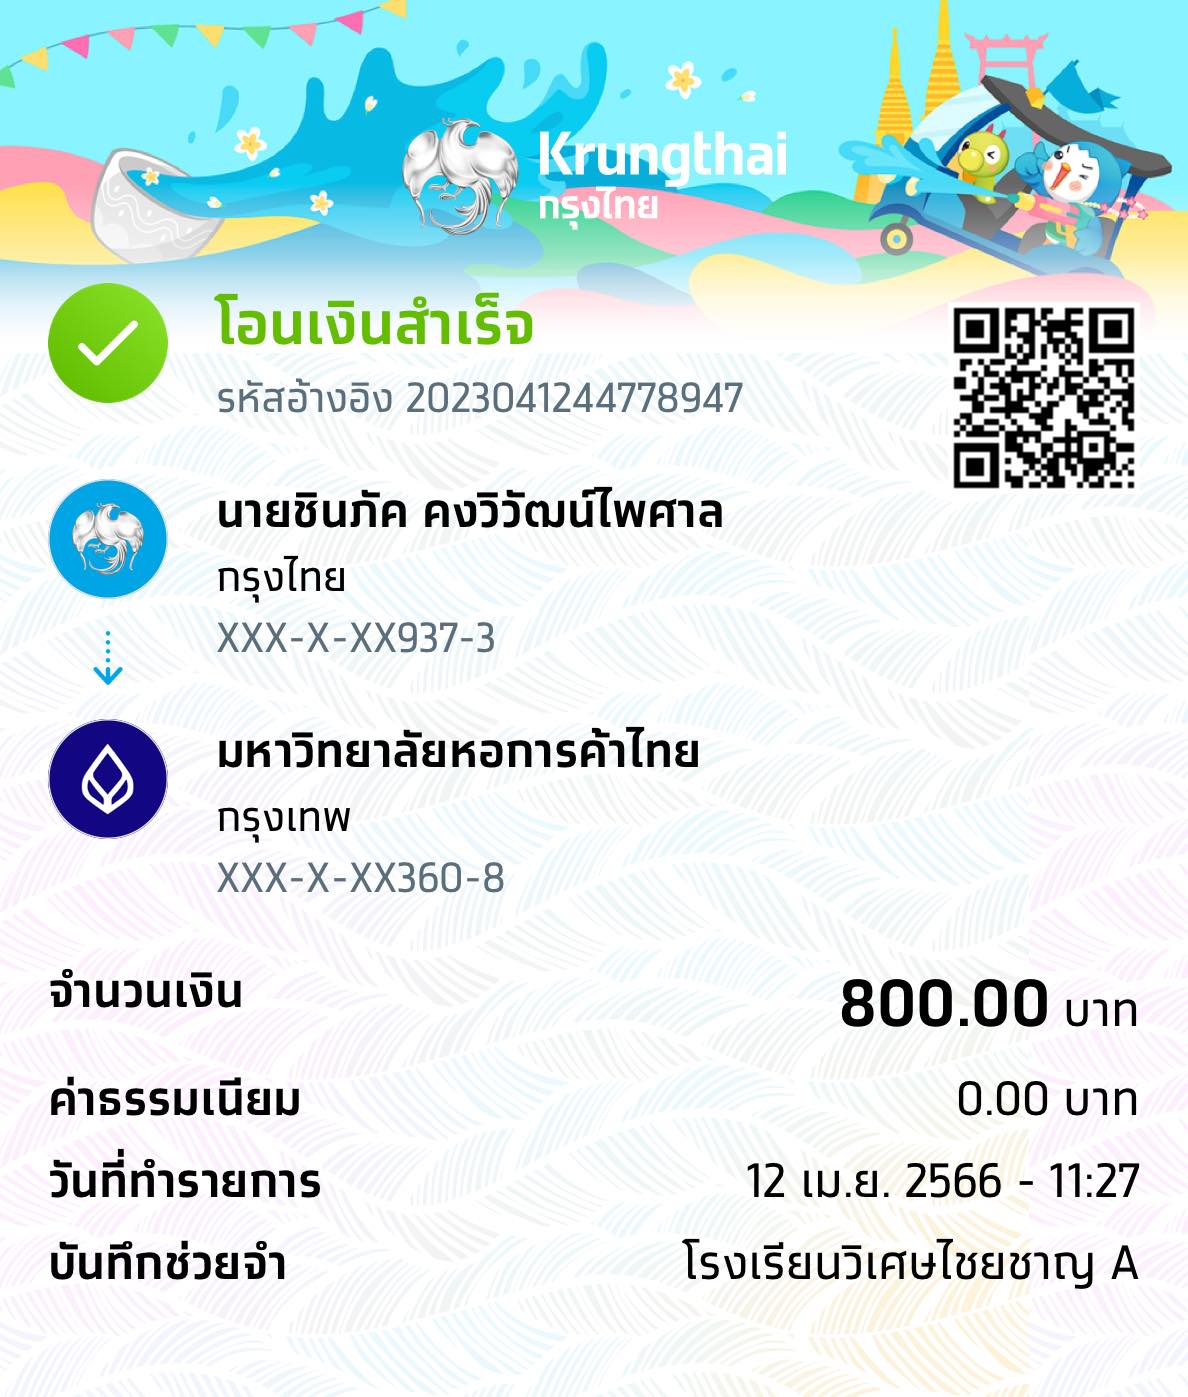 Krungthai
กรุงไทย
โอนเงินสำเร็จ
รหัสอ้างอิง 2023041244778947
นายชินภัค คงวิวัฒน์ไพศาล
กรุงไทย
XXX-X-XX937-3
มหาวิทยาลัยหอการค้าไทย
กรุงเทพ
XXX-X-XX360-8
จำนวนเงิน 800.00 บาท
ค่าธรรมเนียม 0.00 บาท
วันที่ทำรายการ 12 เม.ย. 2566 - 11:27
บันทึกช่วยจำ โรงเรียนวิเศษไชยชาญ A